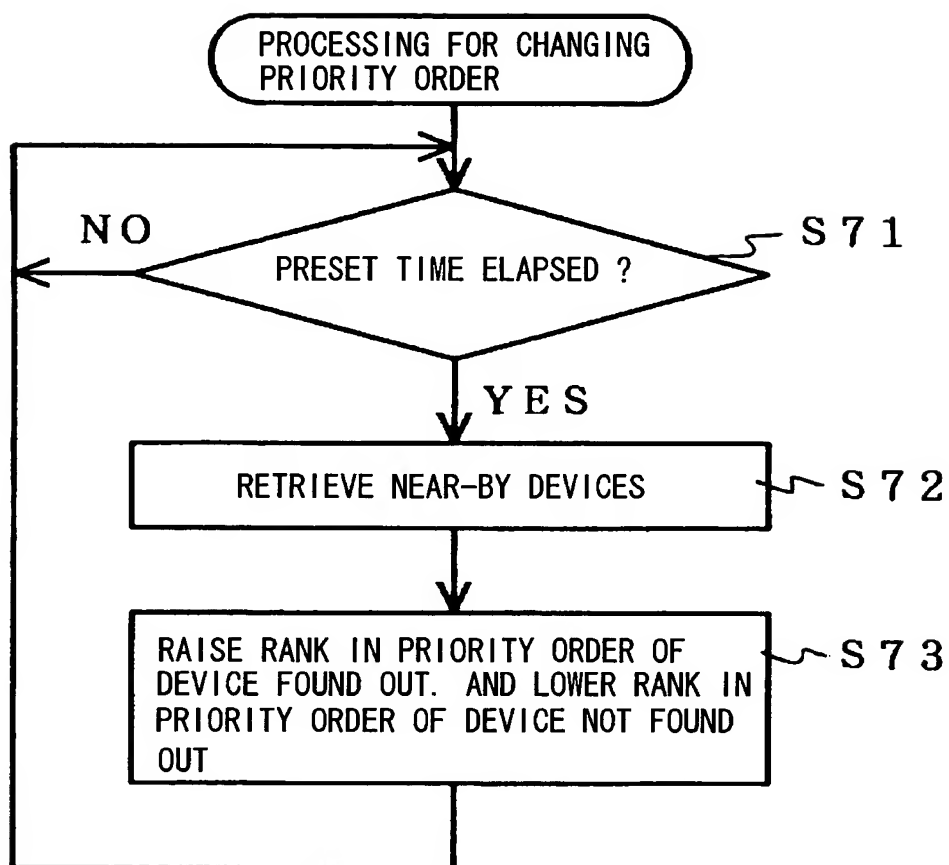 PROCESSING FOR CHANGING
PRIORITY ORDER
NO
S71
PRESET TIME ELAPSED ?
YES
RETRIEVE NEAR-BY DEVICES
S72
RAISE RANK IN PRIORITY ORDER OF
DEVICE FOUND OUT. AND LOWER RANK IN
PRIORITY ORDER OF DEVICE NOT FOUND
OUT
S73